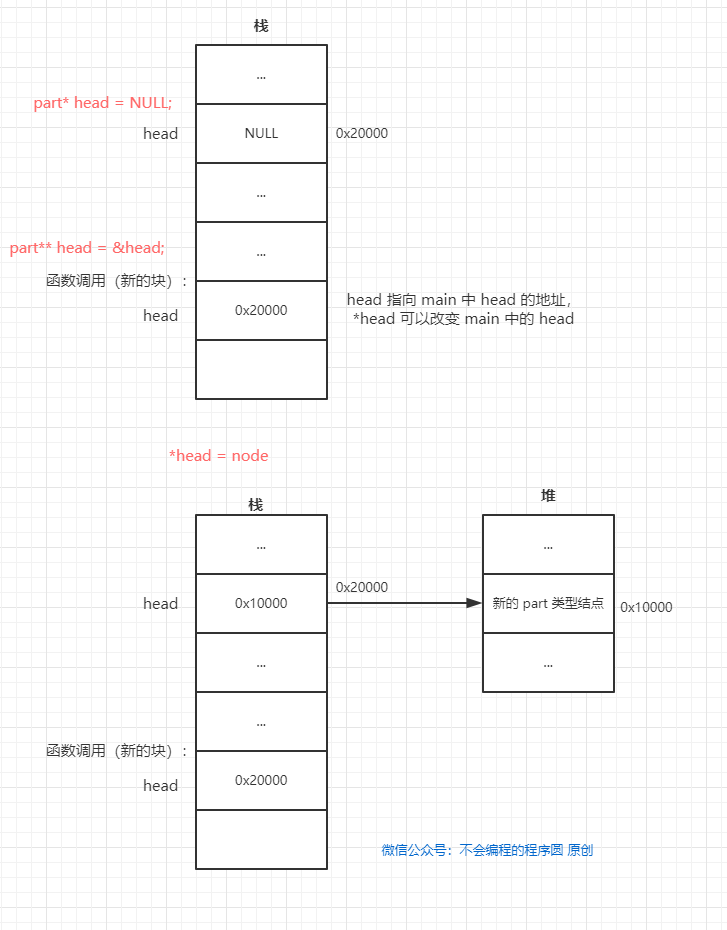 栈
...
part* head = NULL;
head
NULL
0x20000
...
...
part** head = &head;
函数调用（新的块）:
head
0x20000
head 指向 main 中 head 的地址,
*head 可以改变 main 中的 head
*head = node
栈
堆
...
...
head
0x10000
0x20000
新的 part 类型结点
0x10000
...
...
...
函数调用（新的块）:
head
0x20000
微信公众号：不会编程的程序圆 原创